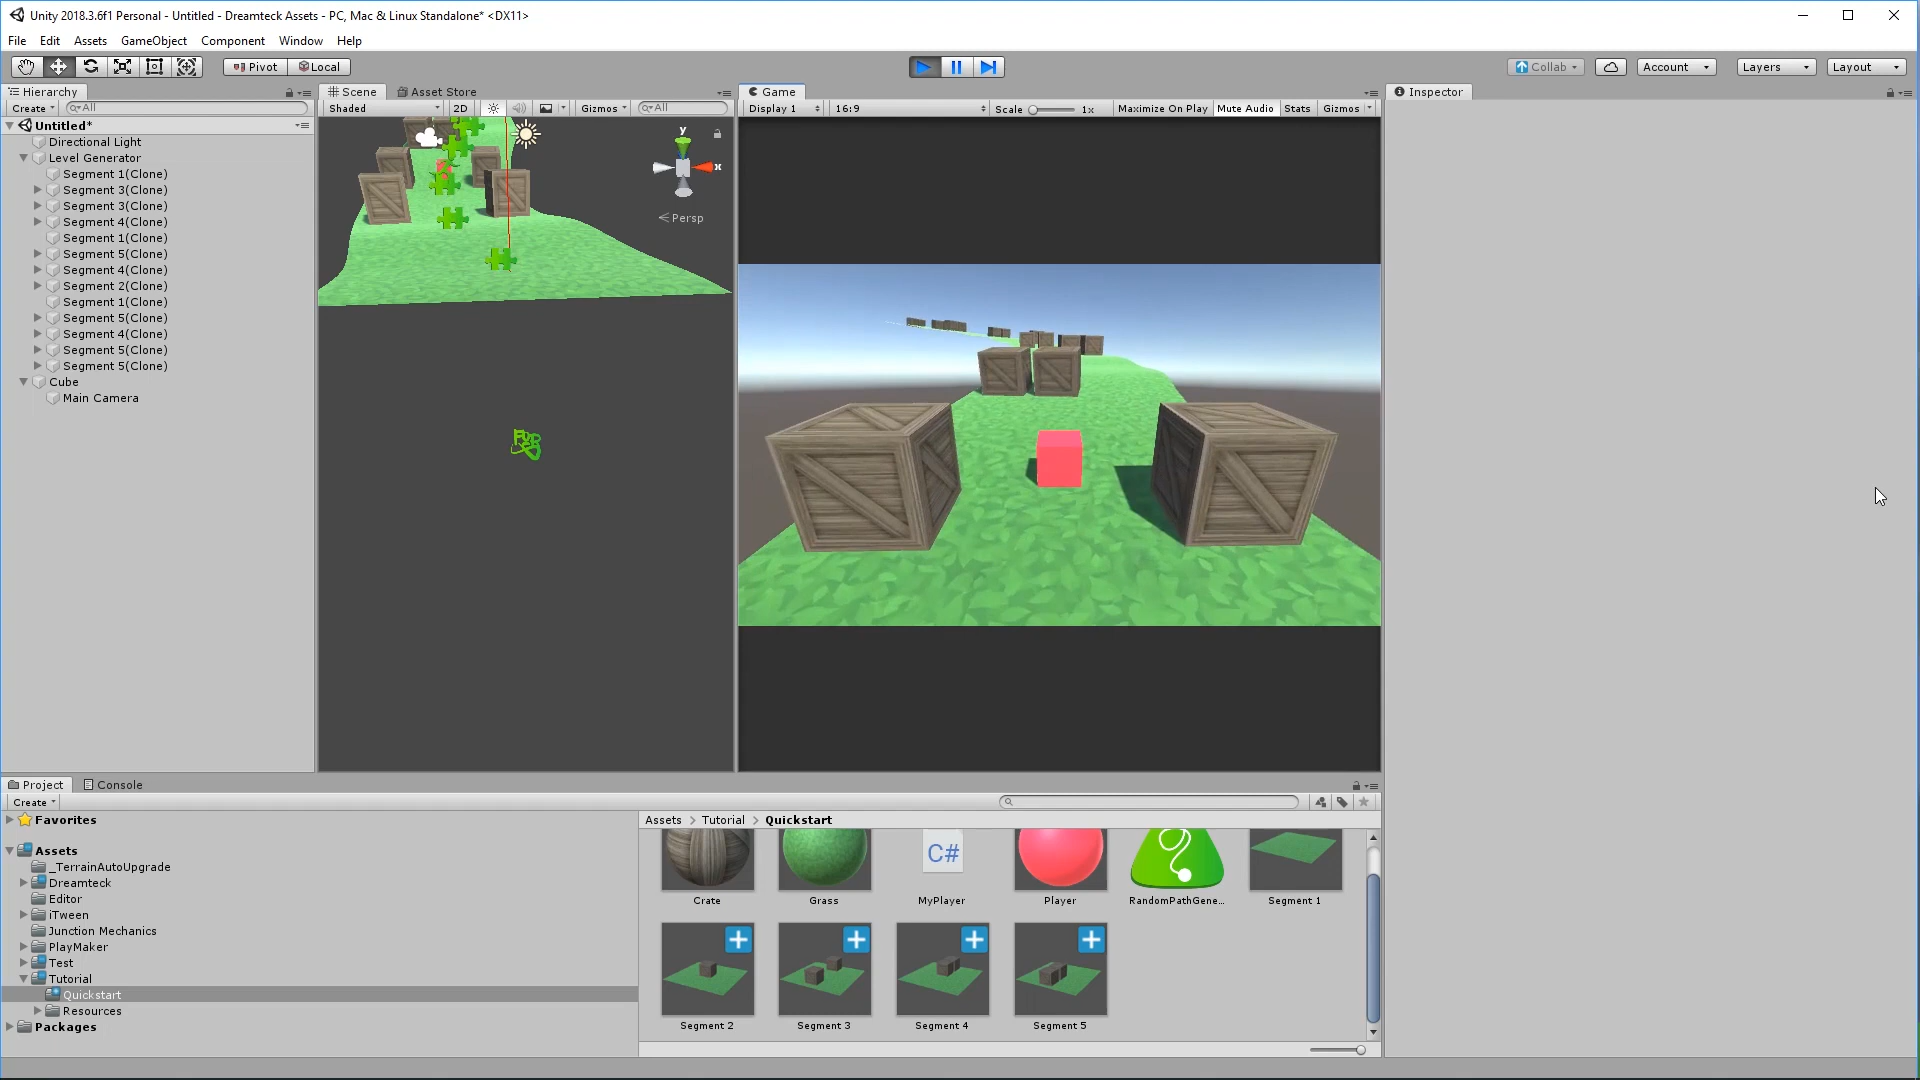 Unity 2018.3.6f1 Personal - Untitled - Dreamteck Assets - PC, Mac & Linux Standalone* <DX11>
File Edit Assets GameObject Component Window Help
Pivot Local Collab Account Layers Layout
Hierarchy
Create All
Untitled*
Directional Light
Level Generator
Segment 1(Clone)
Segment 3(Clone)
Segment 3(Clone)
Segment 4(Clone)
Segment 1(Clone)
Segment 5(Clone)
Segment 4(Clone)
Segment 2(Clone)
Segment 1(Clone)
Segment 5(Clone)
Segment 4(Clone)
Segment 5(Clone)
Segment 5(Clone)
Cube
Main Camera
Scene Asset Store
Shaded 2D Gizmos All
y
x
Persp
Game
Display 1 16:9 Scale 1x Maximize On Play Mute Audio Stats Gizmos
Inspector
Project Console
Create
Favorites
Assets
_TerrainAutoUpgrade
Dreamteck
Editor
iTween
Junction Mechanics
PlayMaker
Test
Tutorial
Quickstart
Resources
Packages
Assets > Tutorial > Quickstart
C#
Crate Grass MyPlayer Player RandomPathGene... Segment 1
Segment 2 Segment 3 Segment 4 Segment 5